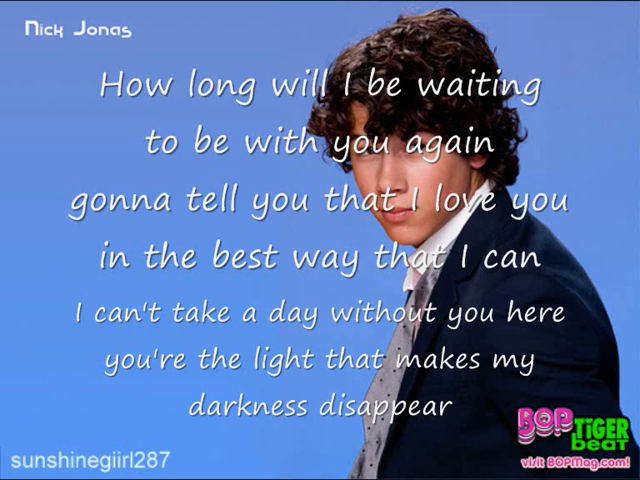 Nick Jonas
How long will I be waiting
to be with you again
gonna tell you that I love you
in the best way that I can
I can't take a day without you here
you're the light that makes my
darkness disappear
BOP
TIGER
beat
visit BOPMag.com!
sunshinegiirl287